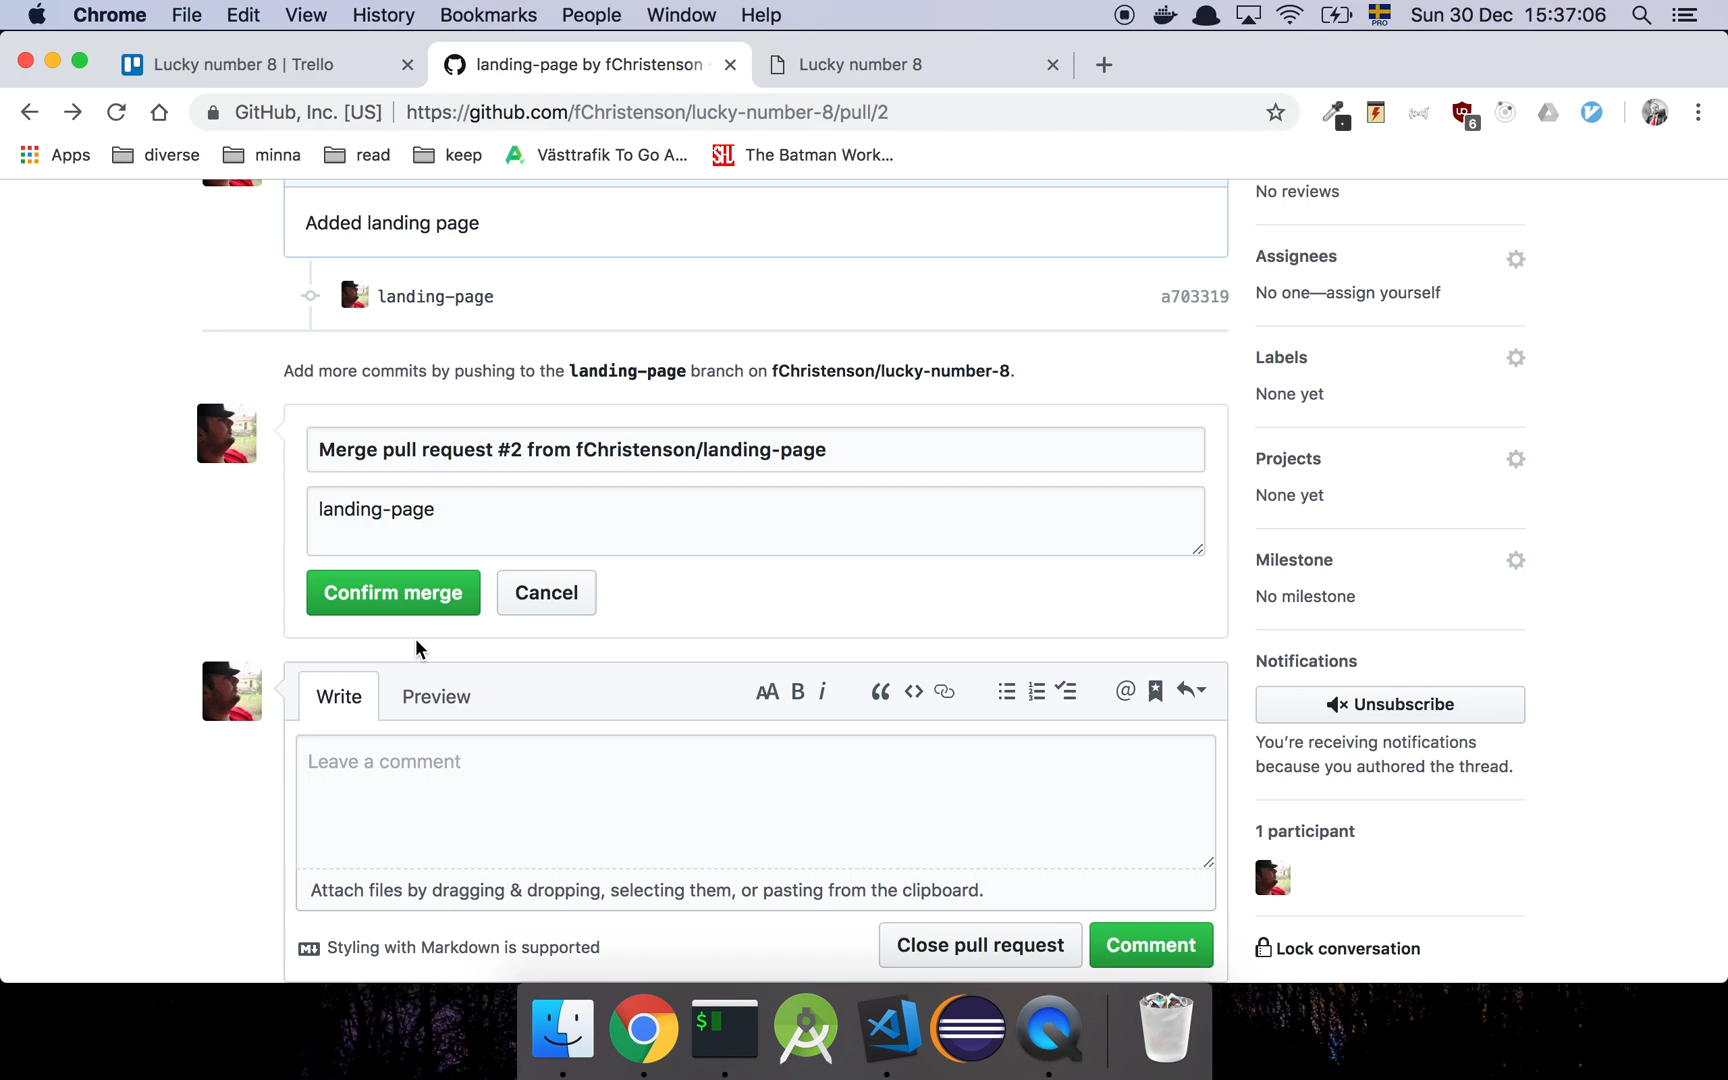 Chrome File Edit View History Bookmarks People Window Help PRO Sun 30 Dec 15:37:06
Lucky number 8 | Trello
landing-page by fChristenson
Lucky number 8
GitHub, Inc. [US] https://github.com/fChristenson/lucky-number-8/pull/2
6
Apps diverse minna read keep Västtrafik To Go A... The Batman Work...
No reviews
Added landing page
landing-page a703319
Add more commits by pushing to the landing-page branch on fChristenson/lucky-number-8.
Merge pull request #2 from fChristenson/landing-page
landing-page
Confirm merge Cancel
Write Preview
Leave a comment
Attach files by dragging & dropping, selecting them, or pasting from the clipboard.
Styling with Markdown is supported
Close pull request Comment
Assignees
No one—assign yourself
Labels
None yet
Projects
None yet
Milestone
No milestone
Notifications
Unsubscribe
You're receiving notifications
because you authored the thread.
1 participant
Lock conversation